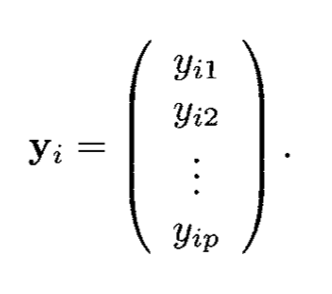 y_i = ( y_{i1}
y_{i2}
⋮
y_{ip} ) .